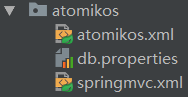 atomikos
atomikos.xml
db.properties
springmvc.xml